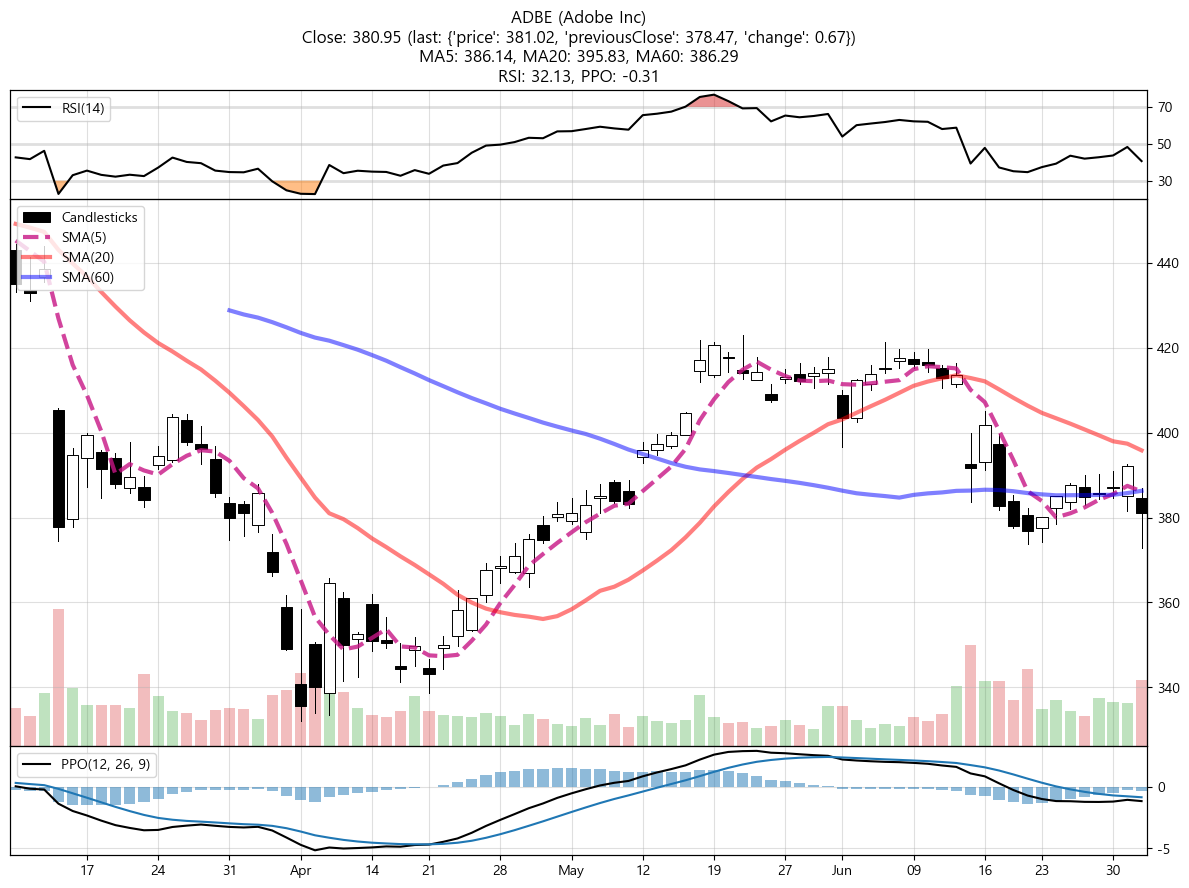 ADBE (Adobe Inc)
Close: 380.95 (last: {'price': 381.02, 'previousClose': 378.47, 'change': 0.67})
MA5: 386.14, MA20: 395.83, MA60: 386.29
RSI: 32.13, PPO: -0.31
RSI(14)
70
50
30
Candlesticks
SMA(5)
SMA(20)
SMA(60)
440
420
400
380
360
340
PPO(12, 26, 9)
0
-5
17 24 31 Apr 14 21 28 May 12 19 27 Jun 09 16 23 30